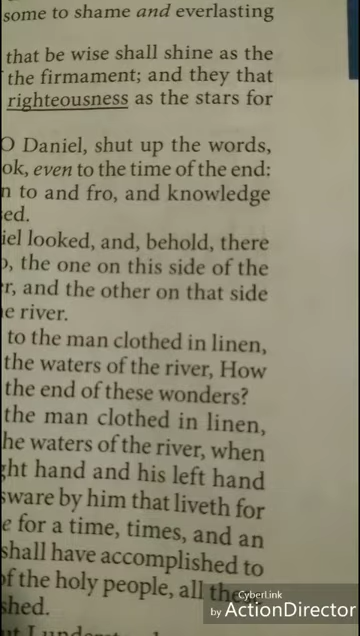 some to shame and everlasting
that be wise shall shine as the
the firmament; and they that
righteousness as the stars for
O Daniel, shut up the words,
ok, even to the time of the end:
n to and fro, and knowledge
ed.
iel looked, and, behold, there
o, the one on this side of the
r, and the other on that side
e river.
to the man clothed in linen,
the waters of the river, How
the end of these wonders?
the man clothed in linen,
he waters of the river, when
ght hand and his left hand
sware by him that liveth for
e for a time, times, and an
shall have accomplished to
of the holy people, all the
shed.
CyberLink
by ActionDirector